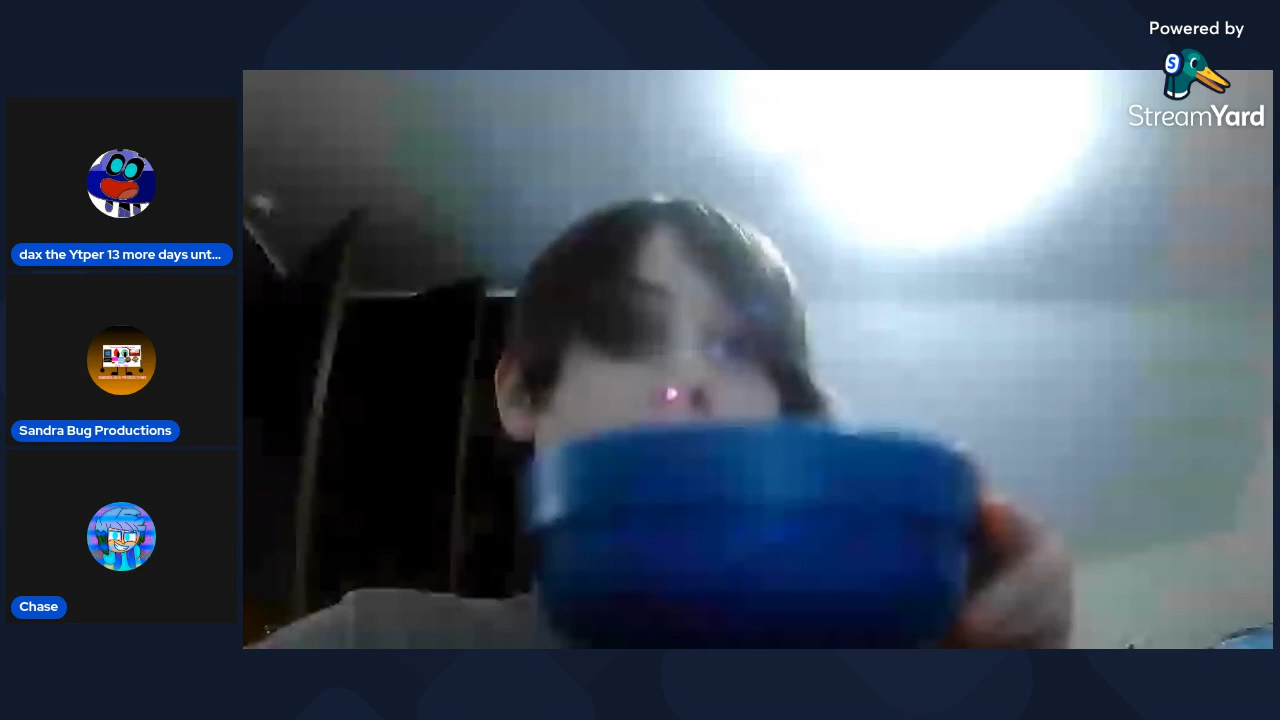 Powered by
StreamYard
dax the Ytper 13 more days unt...
Sandra Bug Productions
Chase